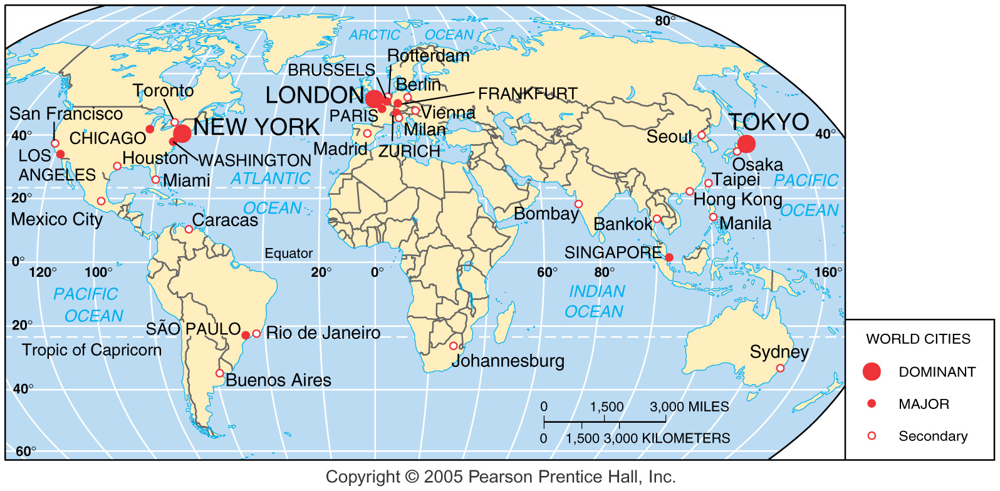 80°
ARCTIC OCEAN
Rotterdam
BRUSSELS
Berlin
Toronto
LONDON
FRANKFURT
San Francisco
PARIS
Vienna
TOKYO
NEW YORK
Milan
40°
CHICAGO
Seoul
40°
Madrid
ZURICH
LOS
ANGELES
Houston
WASHINGTON
Osaka
Miami
ATLANTIC
OCEAN
Taipei
PACIFIC
OCEAN
20°
Hong Kong
Mexico City
Caracas
Bombay
Bankok
Manila
Equator
SINGAPORE
0°
120°
100°
20°
0°
60°
80°
160°
PACIFIC
OCEAN
INDIAN
OCEAN
20°
SÃO PAULO
Rio de Janeiro
Tropic of Capricorn
Johannesburg
Sydney
Buenos Aires
40°
0 1,500 3,000 MILES
0 1,500 3,000 KILOMETERS
60°
WORLD CITIES
DOMINANT
MAJOR
Secondary
Copyright © 2005 Pearson Prentice Hall, Inc.